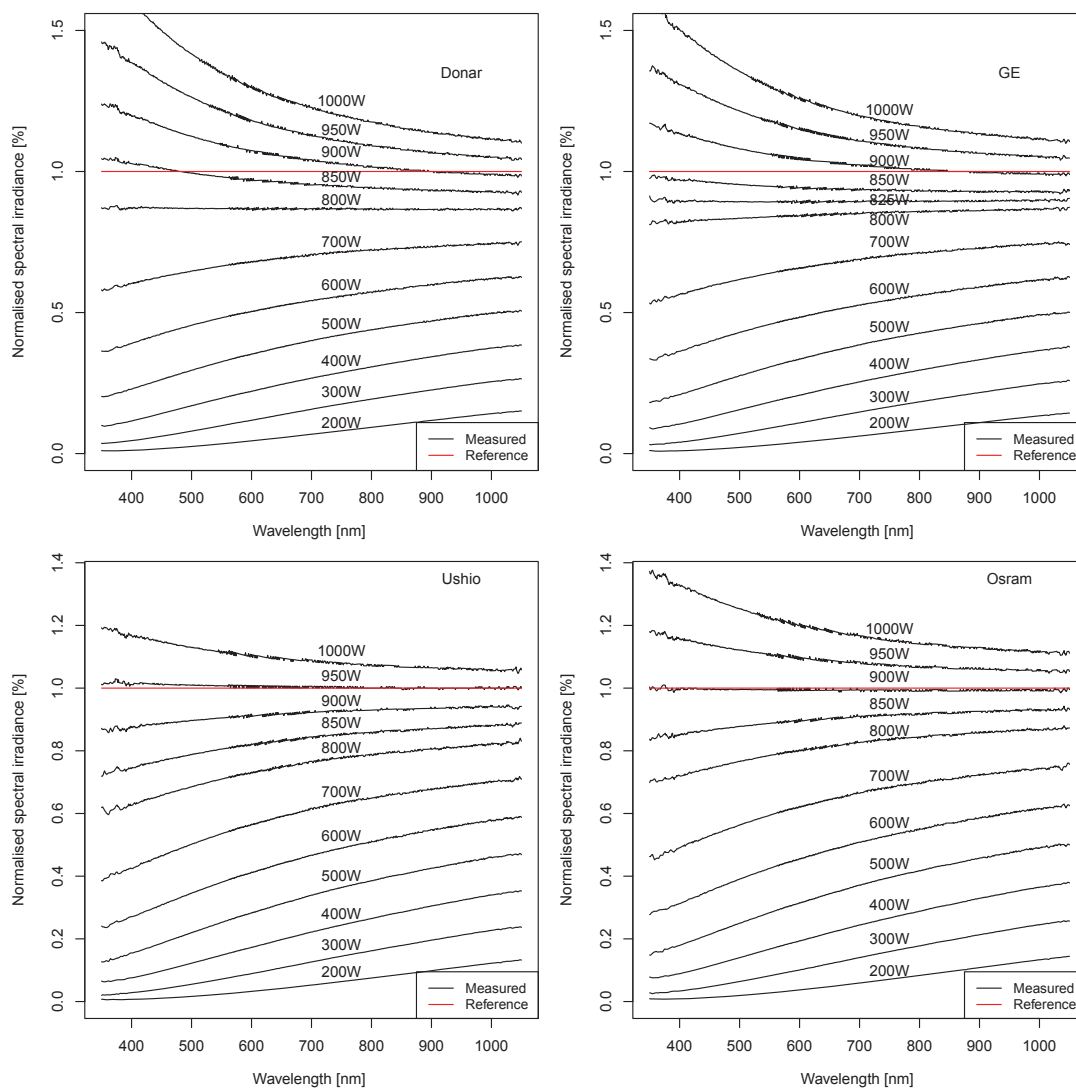 Donar
Normalised spectral irradiance [%]
1.5
1.0
0.5
0.0
1000W
950W
900W
850W
800W
700W
600W
500W
400W
300W
200W
Measured
Reference
400 500 600 700 800 900 1000
Wavelength [nm]
GE
Normalised spectral irradiance [%]
1.5
1.0
0.5
0.0
1000W
950W
900W
850W
825W
800W
700W
600W
500W
400W
300W
200W
Measured
Reference
400 500 600 700 800 900 1000
Wavelength [nm]
Ushio
Normalised spectral irradiance [%]
1.4
1.2
1.0
0.8
0.6
0.4
0.2
0.0
1000W
950W
900W
850W
800W
700W
600W
500W
400W
300W
200W
Measured
Reference
400 500 600 700 800 900 1000
Wavelength [nm]
Osram
Normalised spectral irradiance [%]
1.4
1.2
1.0
0.8
0.6
0.4
0.2
0.0
1000W
950W
900W
850W
800W
700W
600W
500W
400W
300W
200W
Measured
Reference
400 500 600 700 800 900 1000
Wavelength [nm]